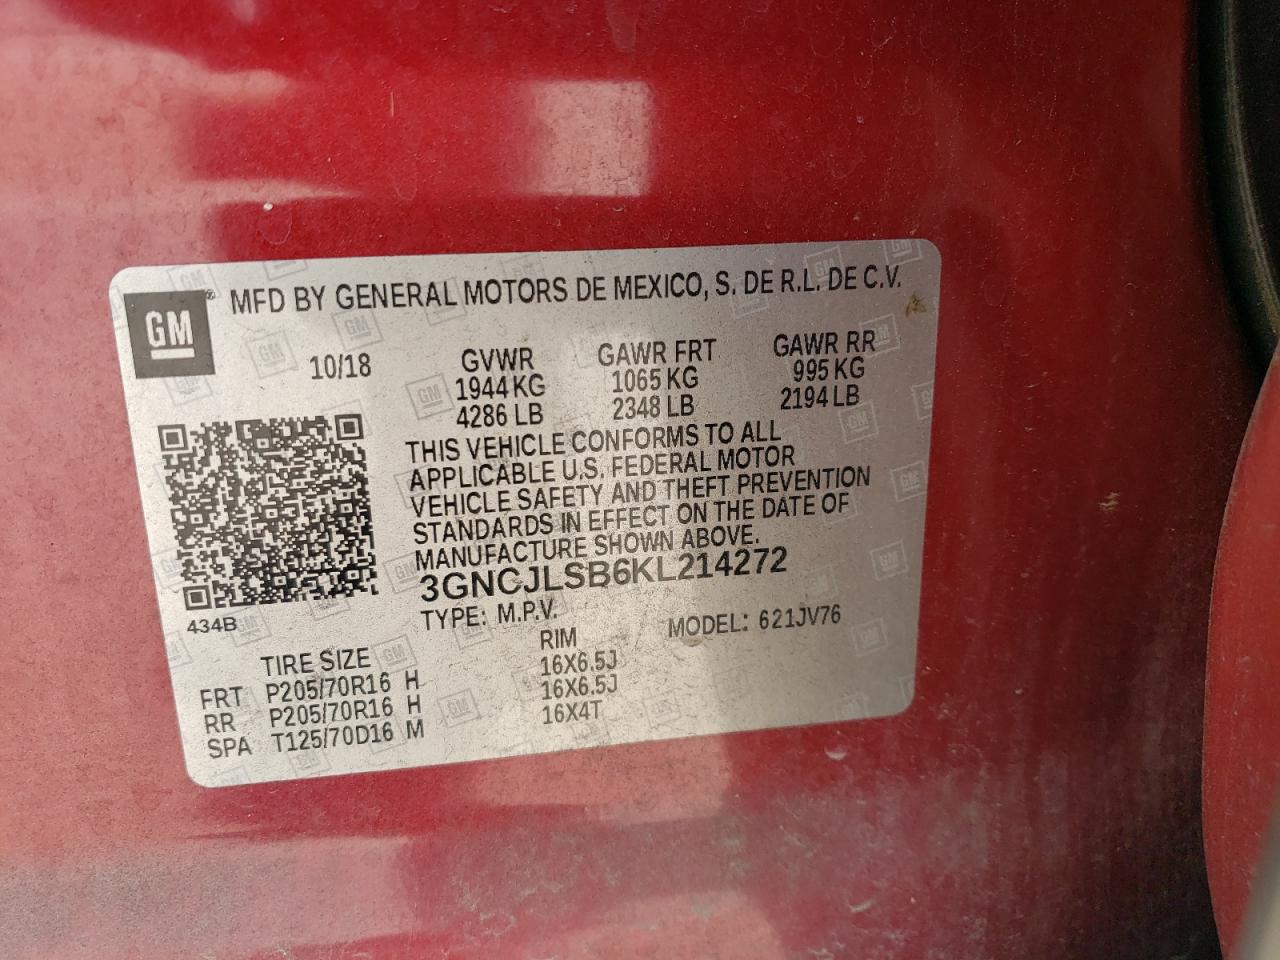 GM
MFD BY GENERAL MOTORS DE MEXICO, S. DE R.L. DE C.V.
10/18 GVWR GAWR FRT GAWR RR
1944 KG 1065 KG 995 KG
4286 LB 2348 LB 2194 LB
THIS VEHICLE CONFORMS TO ALL
APPLICABLE U.S. FEDERAL MOTOR
VEHICLE SAFETY AND THEFT PREVENTION
STANDARDS IN EFFECT ON THE DATE OF
MANUFACTURE SHOWN ABOVE.
3GNCJLSB6KL214272
434B
TYPE: M.P.V. MODEL: 621JV76
TIRE SIZE RIM
FRT P205/70R16 H 16X6.5J
RR P205/70R16 H 16X6.5J
SPA T125/70D16 M 16X4T